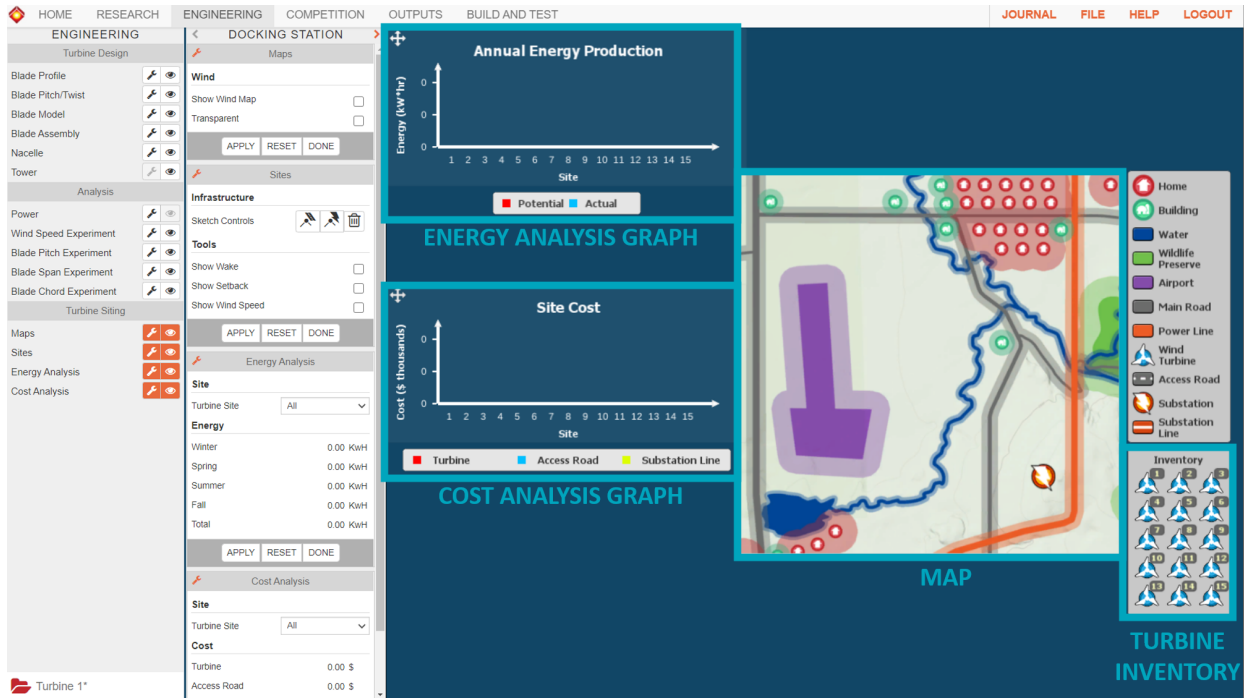 HOME RESEARCH ENGINEERING COMPETITION OUTPUTS BUILD AND TEST JOURNAL FILE HELP LOGOUT
ENGINEERING
Turbine Design
Blade Profile
Blade Pitch/Twist
Blade Model
Blade Assembly
Nacelle
Tower
Analysis
Power
Wind Speed Experiment
Blade Pitch Experiment
Blade Span Experiment
Blade Chord Experiment
Turbine Siting
Maps
Sites
Energy Analysis
Cost Analysis
Turbine 1*
DOCKING STATION
Maps
Wind
Show Wind Map
Transparent
APPLY RESET DONE
Sites
Infrastructure
Sketch Controls
Tools
Show Wake
Show Setback
Show Wind Speed
APPLY RESET DONE
Energy Analysis
Site
Turbine Site All
Energy
Winter 0.00 KwH
Spring 0.00 KwH
Summer 0.00 KwH
Fall 0.00 KwH
Total 0.00 KwH
APPLY RESET DONE
Cost Analysis
Site
Turbine Site All
Cost
Turbine 0.00 $
Access Road 0.00 $
Annual Energy Production
Energy (kW*hr)
0
0
0
1 2 3 4 5 6 7 8 9 10 11 12 13 14 15
Site
Potential Actual
ENERGY ANALYSIS GRAPH
Site Cost
Cost ($ thousands)
0
0
0
1 2 3 4 5 6 7 8 9 10 11 12 13 14 15
Site
Turbine Access Road Substation Line
COST ANALYSIS GRAPH
MAP
Home
Building
Water
Wildlife
Preserve
Airport
Main Road
Power Line
Wind
Turbine
Access Road
Substation
Substation
Line
Inventory
1 2 3
4 5 6
7 8 9
10 11 12
13 14 15
TURBINE
INVENTORY